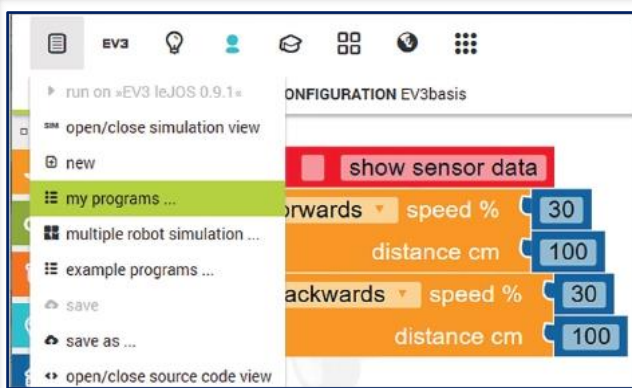 EV3
run on »EV3 leJOS 0.9.1«
ONFIGURATION EV3basis
SIM open/close simulation view
new
show sensor data
my programs ...
orwards speed % 30
multiple robot simulation ...
distance cm 100
example programs ...
ackwards speed % 30
save
distance cm 100
save as ...
open/close source code view